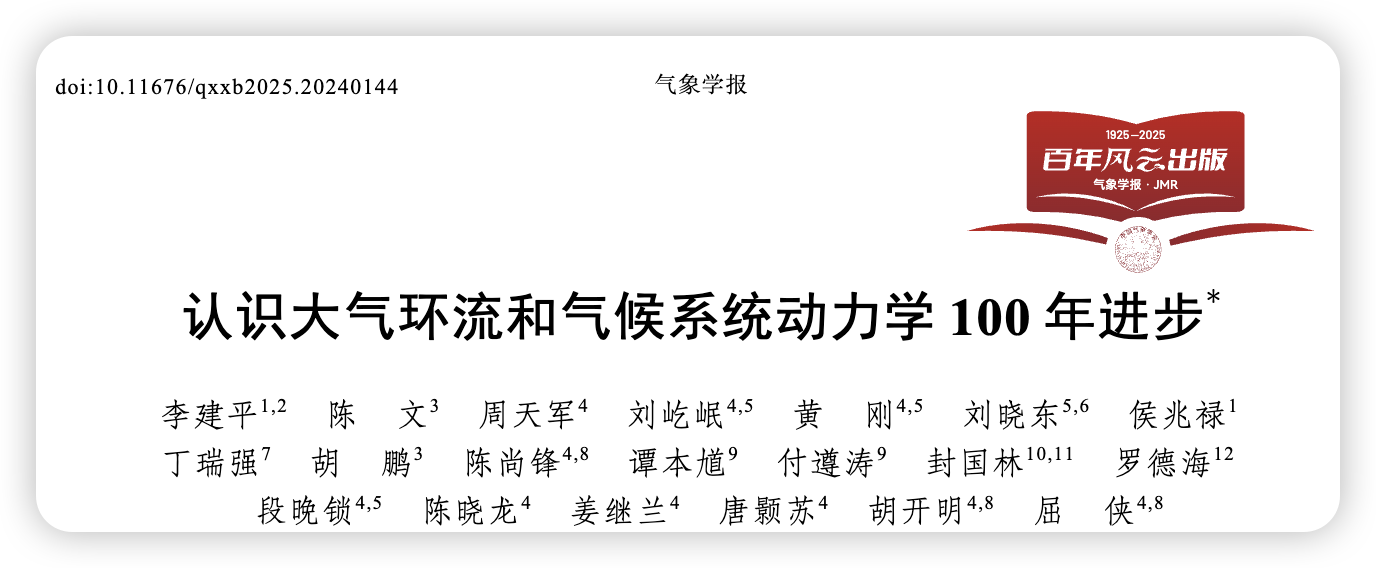 doi:10.11676/qxxb2025.20240144 气象学报
1925—2025
百年风云出版
气象学报·JMR
认识大气环流和气候系统动力学 100 年进步*
李建平1,2 陈 文3 周天军4 刘屹岷4,5 黄 刚4,5 刘晓东5,6 侯兆禄1
丁瑞强7 胡 鹏3 陈尚锋4,8 谭本馗9 付遵涛9 封国林10,11 罗德海12
段晚锁4,5 陈晓龙4 姜继兰4 唐颢苏4 胡开明4,8 屈 侠4,8